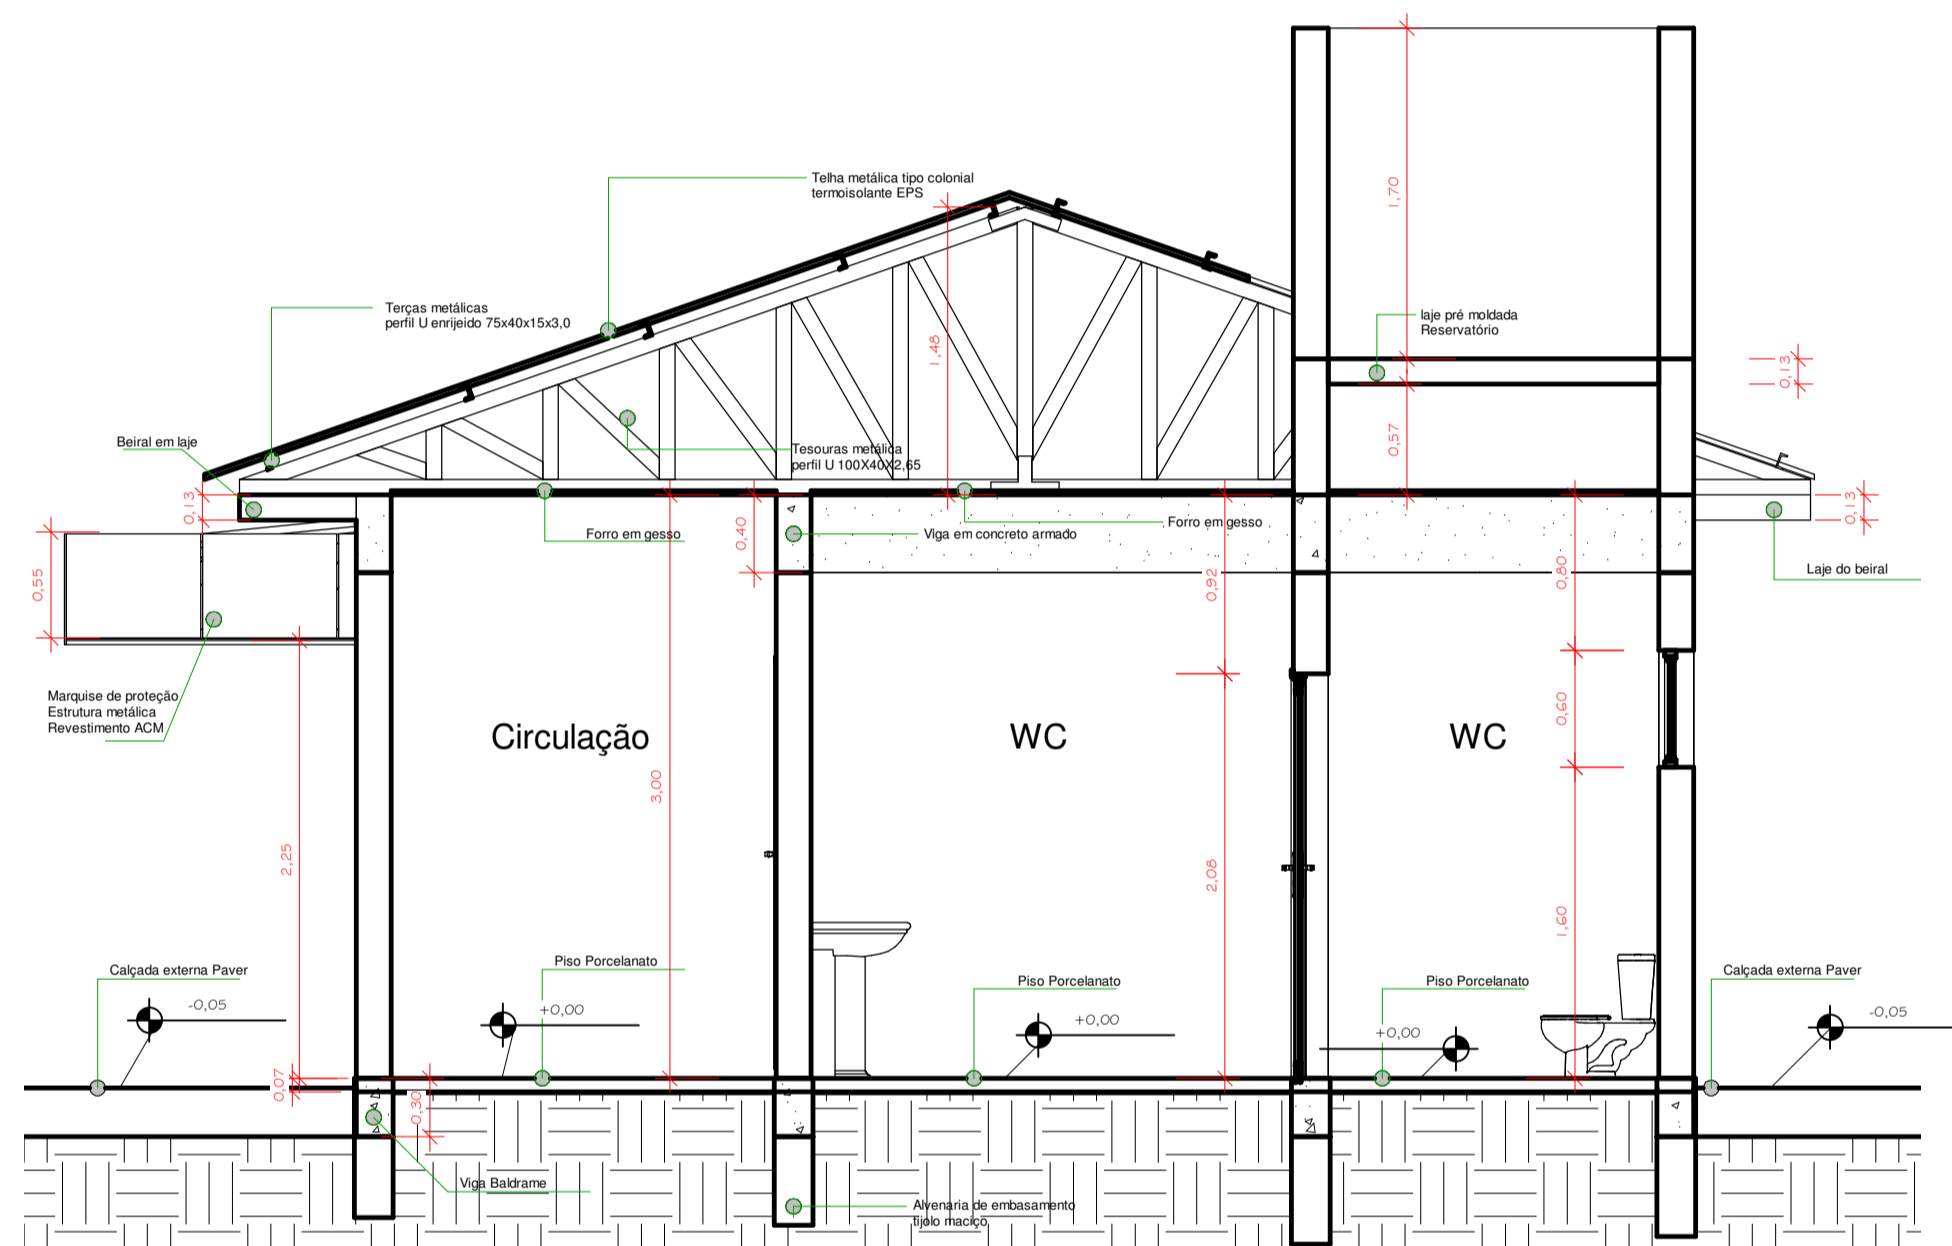 1,70
Telha metálica tipo colonial
termoisolante EPS
Terças metálicas
perfil U enrijeido 75x40x15x3,0
laje pré moldada
Reservatório
1,48
0,13
Beiral em laje
Tesouras metálica
perfil U 100X40X2,65
0,57
0,13
0,13
Forro em gesso
0,40
Viga em concreto armado
Forro em gesso
0,55
0,92
0,80
Laje do beiral
Marquise de proteção
Estrutura metálica
Revestimento ACM
0,60
Circulação
WC
WC
3,00
2,25
2,08
1,60
Calçada externa Paver
Piso Porcelanato
Piso Porcelanato
Piso Porcelanato
Calçada externa Paver
-0,05
+0,00
+0,00
+0,00
-0,05
0,07
0,30
Viga Baldrame
Alvenaria de embasamento
tijolo maciço